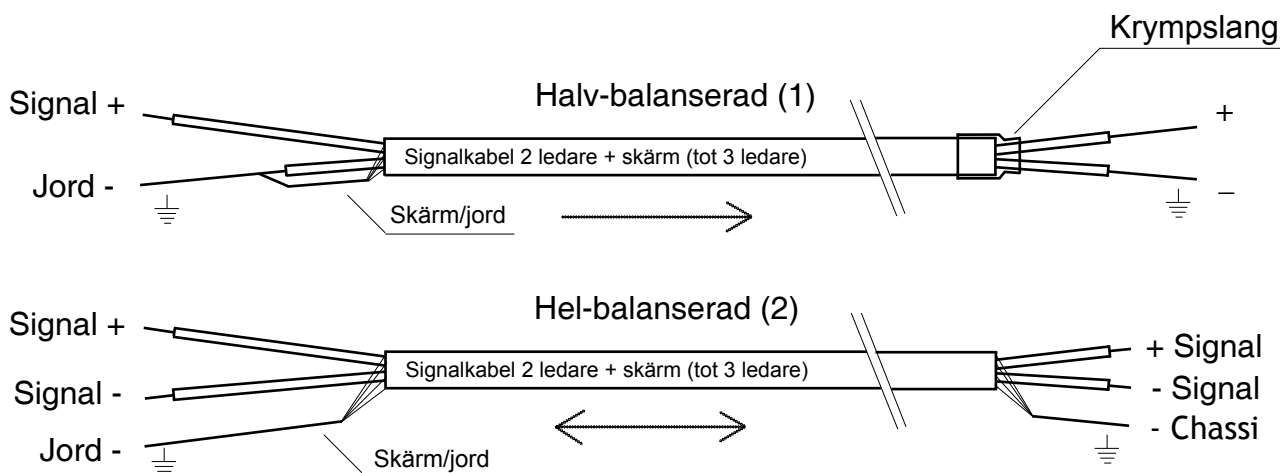 Krympslang
Halv-balanserad (1)
Signal +
+
Signalkabel 2 ledare + skärm (tot 3 ledare)
Jord -
–
Skärm/jord
Hel-balanserad (2)
Signal +
+ Signal
Signalkabel 2 ledare + skärm (tot 3 ledare)
Signal -
- Signal
- Chassi
Jord -
Skärm/jord